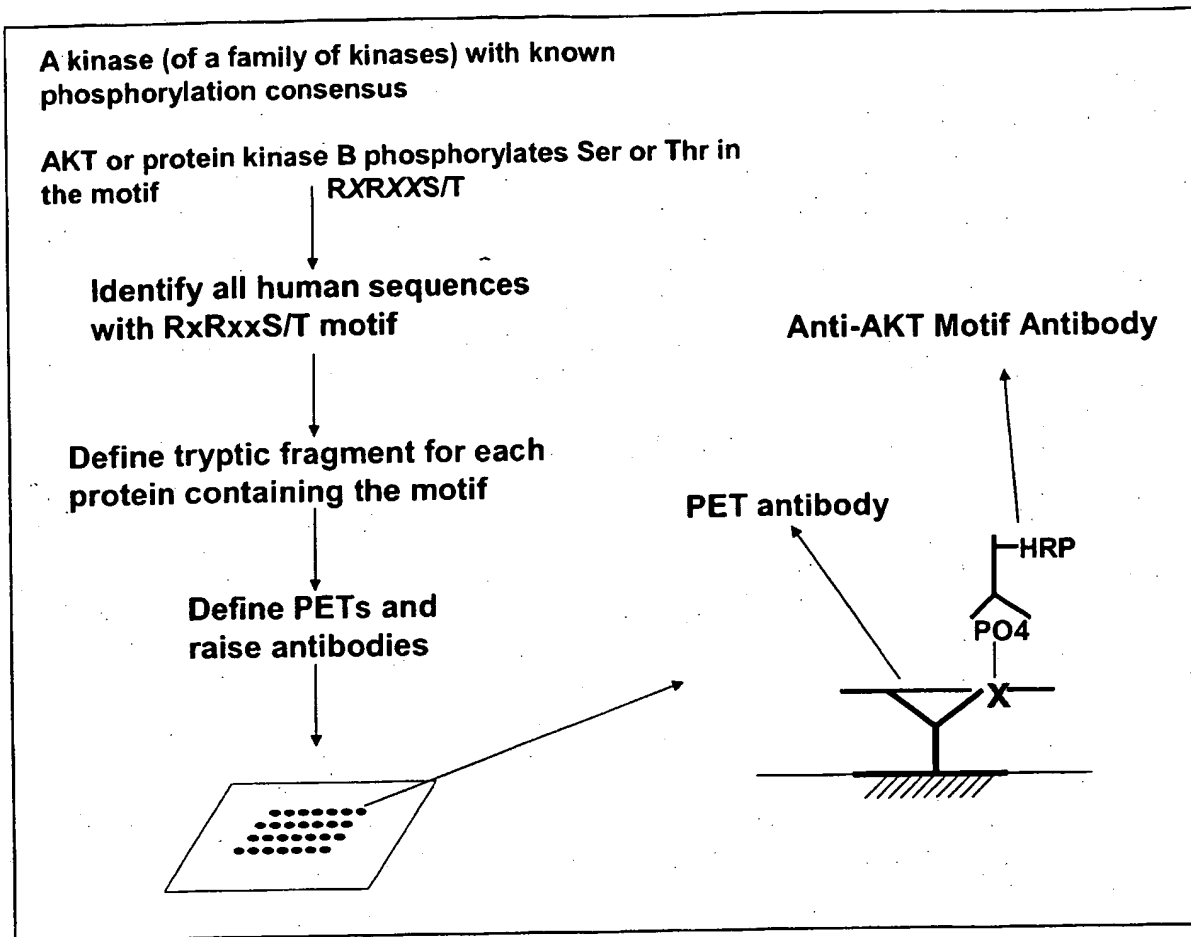 A kinase (of a family of kinases) with known
phosphorylation consensus
AKT or protein kinase B phosphorylates Ser or Thr in
the motif RXRXXS/T
Identify all human sequences
with RxRxxS/T motif
Define tryptic fragment for each
protein containing the motif
Define PETs and
raise antibodies
Anti-AKT Motif Antibody
PET antibody
HRP
PO4
X